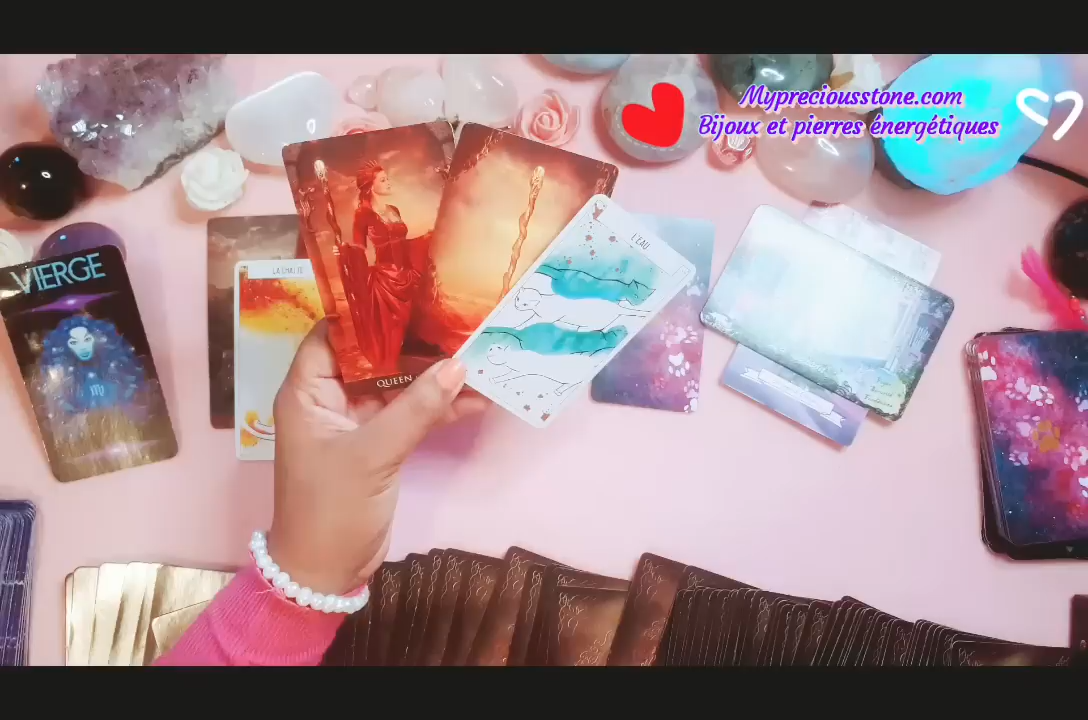 Mypreciousstone.com
Bijoux et pierres énergétiques
VIERGE
L'EAU
QUEEN